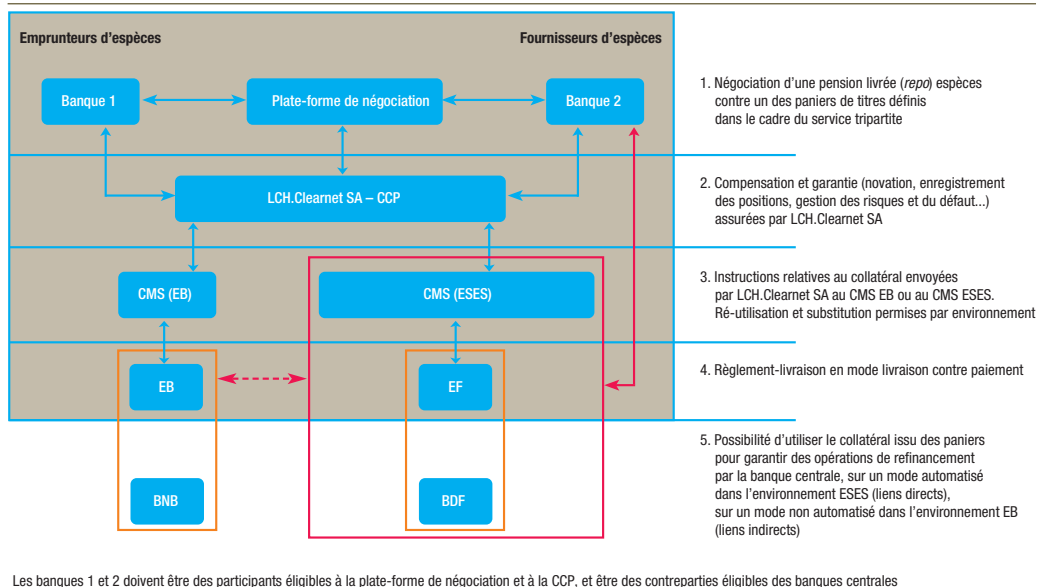 Emprunteurs d'espèces
Fournisseurs d'espèces
Banque 1
Plate-forme de négociation
Banque 2
1. Négociation d'une pension livrée (repo) espèces
contre un des paniers de titres définis
dans le cadre du service tripartite
LCH.Clearnet SA – CCP
2. Compensation et garantie (novation, enregistrement
des positions, gestion des risques et du défaut...)
assurées par LCH.Clearnet SA
CMS (EB)
CMS (ESES)
3. Instructions relatives au collatéral envoyées
par LCH.Clearnet SA au CMS EB ou au CMS ESES.
Ré-utilisation et substitution permises par environnement
EB
EF
4. Règlement-livraison en mode livraison contre paiement
BNB
BDF
5. Possibilité d'utiliser le collatéral issu des paniers
pour garantir des opérations de refinancement
par la banque centrale, sur un mode automatisé
dans l'environnement ESES (liens directs),
sur un mode non automatisé dans l'environnement EB
(liens indirects)
Les banques 1 et 2 doivent être des participants éligibles à la plate-forme de négociation et à la CCP, et être des contreparties éligibles des banques centrales